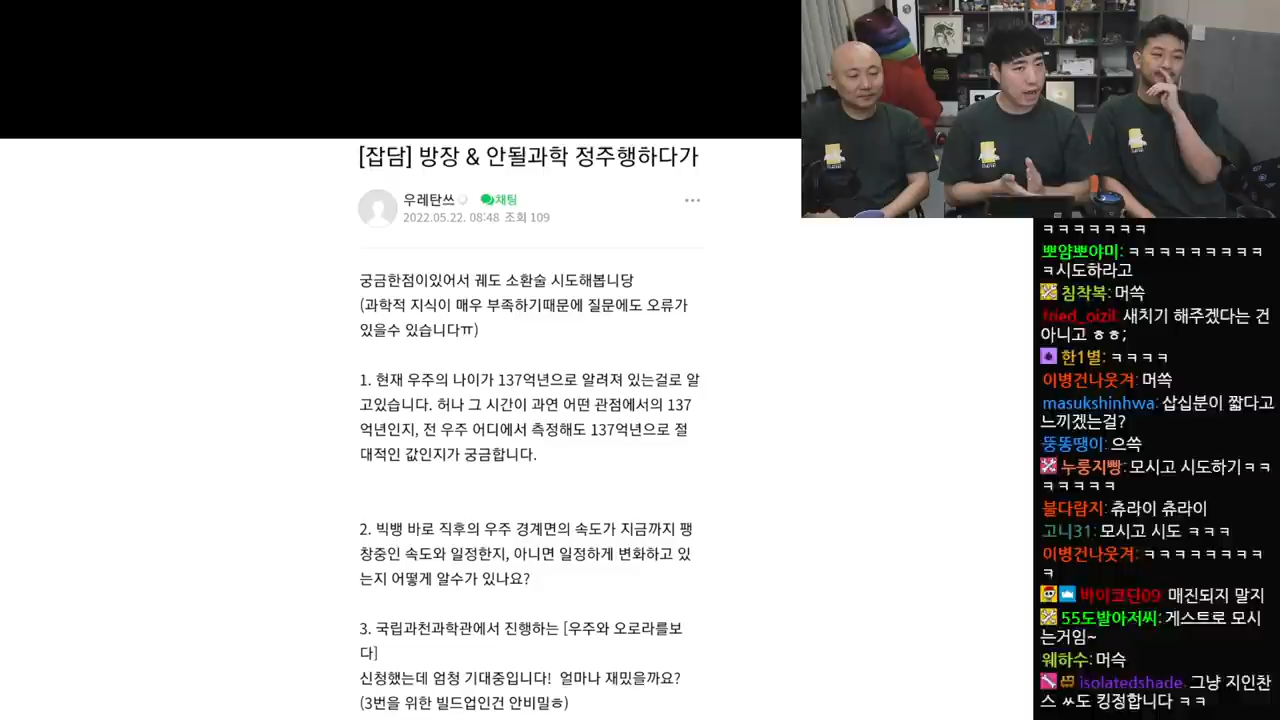 [잡담] 방장 & 안될과학 정주행하다가
우레탄쓰 채팅
2022.05.22. 08:48 조회 109
궁금한점이있어서 궤도 소환술 시도해봅니당
(과학적 지식이 매우 부족하기때문에 질문에도 오류가
있을수 있습니다ㅠ)
1. 현재 우주의 나이가 137억년으로 알려져 있는걸로 알
고있습니다. 허나 그 시간이 과연 어떤 관점에서의 137
억년인지, 전 우주 어디에서 측정해도 137억년으로 절
대적인 값인지가 궁금합니다.
2. 빅뱅 바로 직후의 우주 경계면의 속도가 지금까지 팽
창중인 속도와 일정한지, 아니면 일정하게 변화하고 있
는지 어떻게 알수가 있나요?
3. 국립과천과학관에서 진행하는 [우주와 오로라를보
다]
신청했는데 엄청 기대중입니다! 얼마나 재밌을까요?
(3번을 위한 빌드업인건 안비밀ㅎ)
ㅋㅋㅋㅋㅋㅋㅋ
뽀얌뽀야미: ㅋㅋㅋㅋㅋㅋㅋㅋㅋ
ㅋ시도하라고
침착복: 머쓱
fried_oizil: 새치기 해주겠다는 건
아니고 ㅎㅎ;
한1별: ㅋㅋㅋㅋ
이병건나웃겨: 머쓱
masukshinhwa: 삽십분이 짧다고
느끼겠는걸?
뚱똥땡이: 으쓱
누룽지빵: 모시고 시도하기ㅋㅋ
ㅋㅋㅋㅋㅋ
불다람지: 츄라이 츄라이
고니31: 모시고 시도 ㅋㅋㅋ
이병건나웃겨: ㅋㅋㅋㅋㅋㅋㅋㅋ
ㅋ
바이코딘09: 매진되지 말지
55도발아저씨: 게스트로 모시
는거임~
웨하수: 머슥
isolatedshade: 그냥 지인찬
스 ㅆ도 킹정합니다 ㅋㅋ